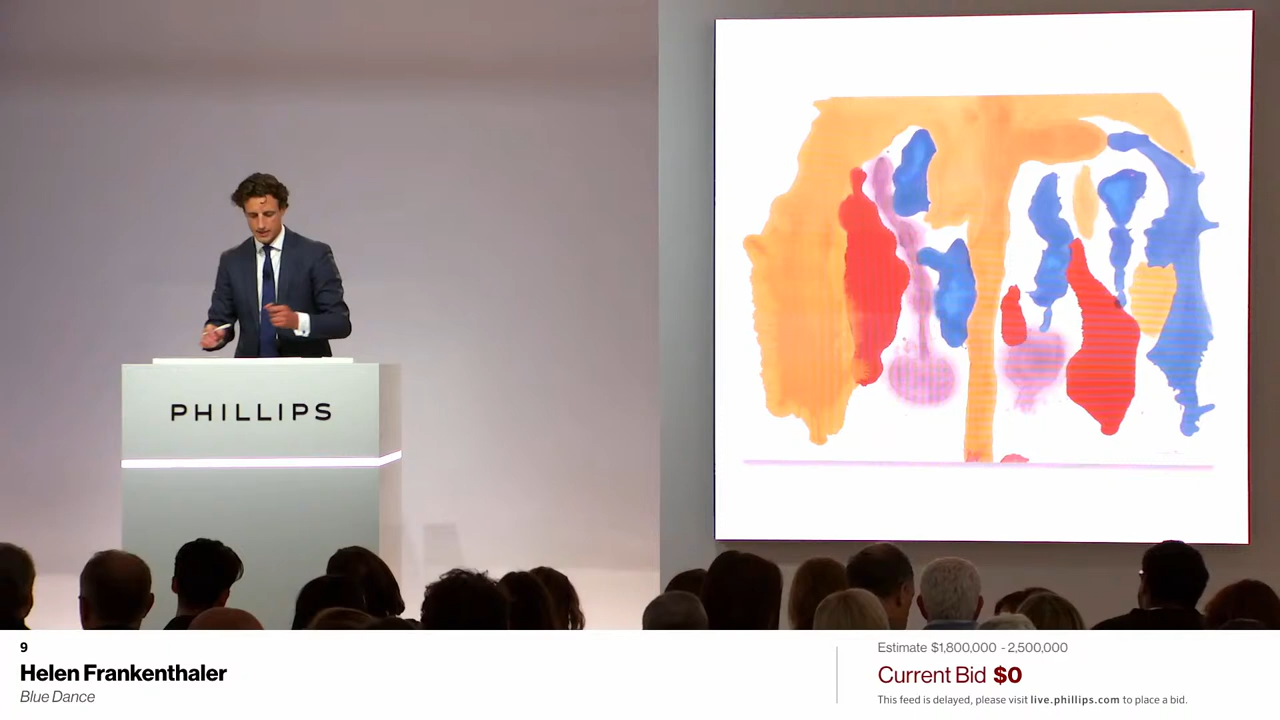 PHILLIPS
9
Helen Frankenthaler
Blue Dance
Estimate $1,800,000 - 2,500,000
Current Bid $0
This feed is delayed, please visit live.phillips.com to place a bid.